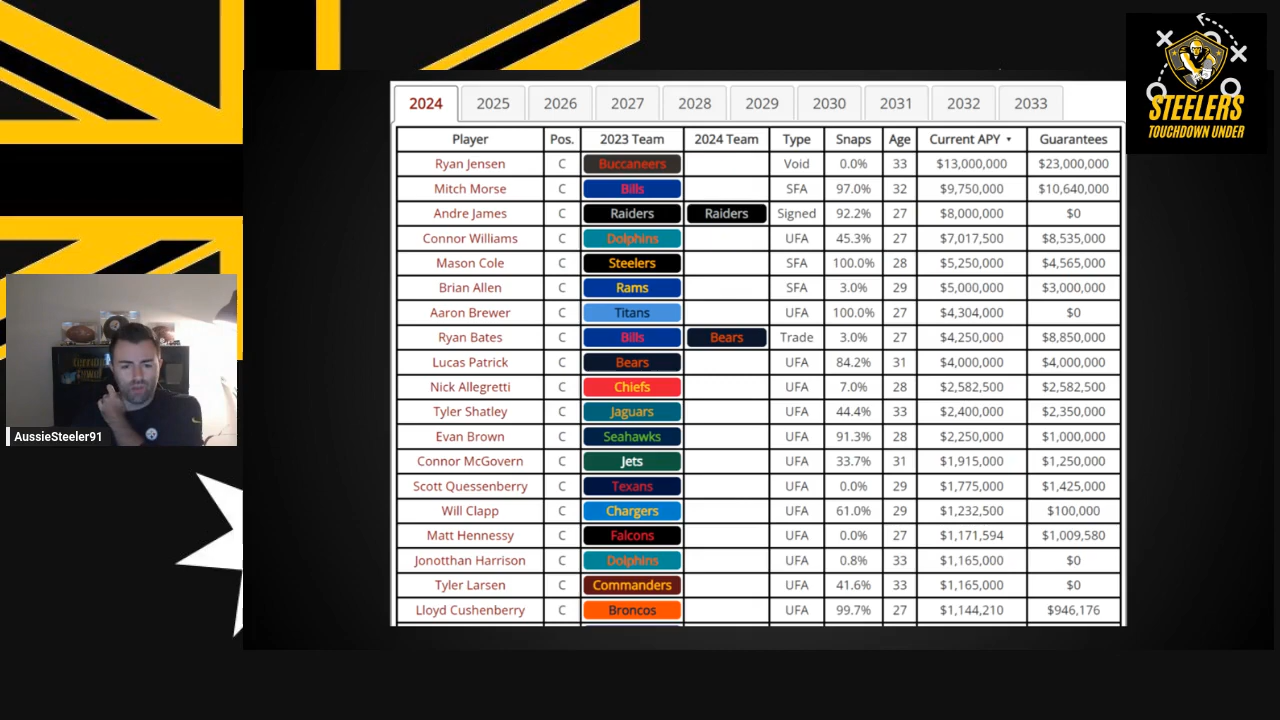 2024 2025 2026 2027 2028 2029 2030 2031 2032 2033
STEELERS
TOUCHDOWN UNDER
Player Pos. 2023 Team 2024 Team Type Snaps Age Current APY ▾ Guarantees
Ryan Jensen C Buccaneers Void 0.0% 33 $13,000,000 $23,000,000
Mitch Morse C Bills SFA 97.0% 32 $9,750,000 $10,640,000
Andre James C Raiders Raiders Signed 92.2% 27 $8,000,000 $0
Connor Williams C Dolphins UFA 45.3% 27 $7,017,500 $8,535,000
Mason Cole C Steelers SFA 100.0% 28 $5,250,000 $4,565,000
Brian Allen C Rams SFA 3.0% 29 $5,000,000 $3,000,000
Aaron Brewer C Titans UFA 100.0% 27 $4,304,000 $0
Ryan Bates C Bills Bears Trade 3.0% 27 $4,250,000 $8,850,000
Lucas Patrick C Bears UFA 84.2% 31 $4,000,000 $4,000,000
Nick Allegretti C Chiefs UFA 7.0% 28 $2,582,500 $2,582,500
Tyler Shatley C Jaguars UFA 44.4% 33 $2,400,000 $2,350,000
Evan Brown C Seahawks UFA 91.3% 28 $2,250,000 $1,000,000
Connor McGovern C Jets UFA 33.7% 31 $1,915,000 $1,250,000
Scott Quessenberry C Texans UFA 0.0% 29 $1,775,000 $1,425,000
Will Clapp C Chargers UFA 61.0% 29 $1,232,500 $100,000
Matt Hennessy C Falcons UFA 0.0% 27 $1,171,594 $1,009,580
Jonotthan Harrison C Dolphins UFA 0.8% 33 $1,165,000 $0
Tyler Larsen C Commanders UFA 41.6% 33 $1,165,000 $0
Lloyd Cushenberry C Broncos UFA 99.7% 27 $1,144,210 $946,176
AussieSteeler91